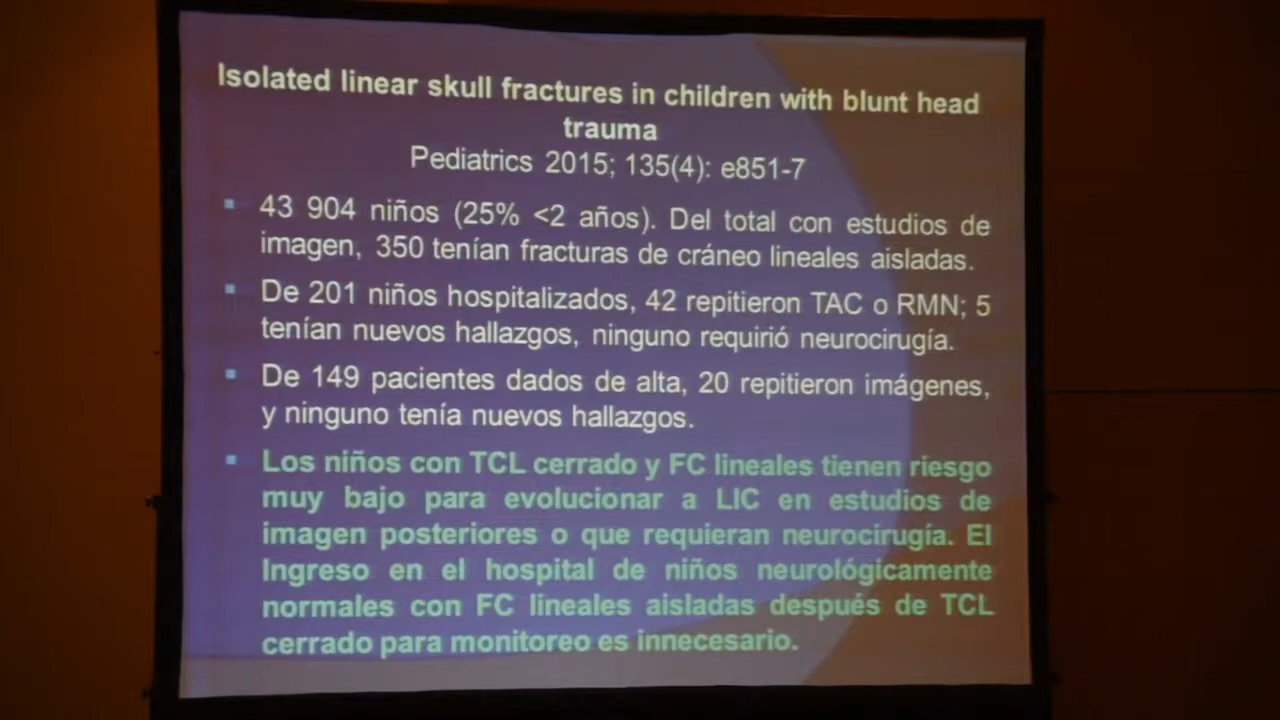 Isolated linear skull fractures in children with blunt head
trauma
Pediatrics 2015; 135(4): e851-7
▪ 43 904 niños (25% <2 años). Del total con estudios de
imagen, 350 tenían fracturas de cráneo lineales aisladas.
▪ De 201 niños hospitalizados, 42 repitieron TAC o RMN; 5
tenían nuevos hallazgos, ninguno requirió neurocirugía.
▪ De 149 pacientes dados de alta, 20 repitieron imágenes,
y ninguno tenía nuevos hallazgos.
▪ Los niños con TCL cerrado y FC lineales tienen riesgo
muy bajo para evolucionar a LIC en estudios de
imagen posteriores o que requieran neurocirugía. El
Ingreso en el hospital de niños neurológicamente
normales con FC lineales aisladas después de TCL
cerrado para monitoreo es innecesario.